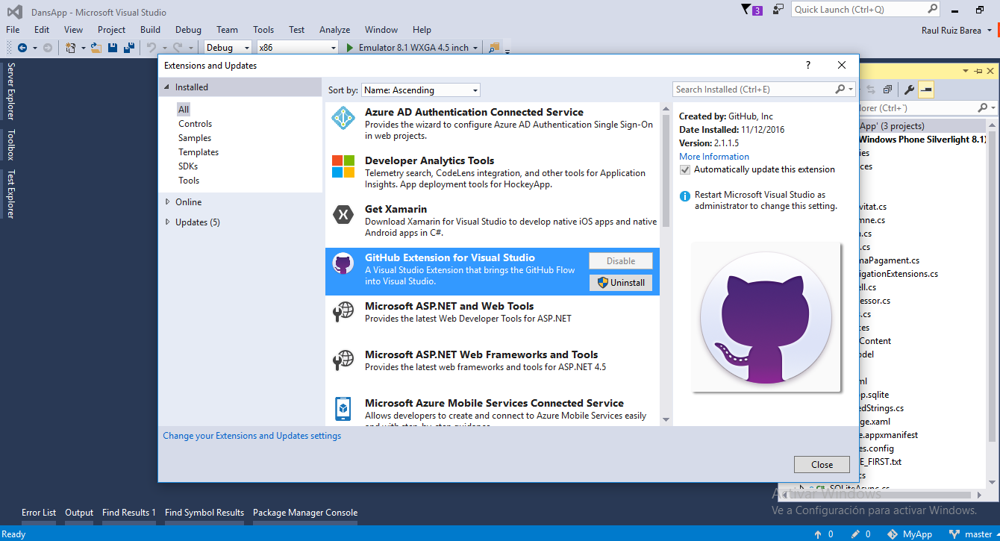 DansApp - Microsoft Visual Studio
3
Quick Launch (Ctrl+Q)
File Edit View Project Build Debug Team Tools Test Analyze Window Help
Raul Ruiz Barea
Debug x86 Emulator 8.1 WXGA 4.5 inch
Server Explorer
Toolbox
Test Explorer
Extensions and Updates
?
Installed
All
Controls
Samples
Templates
SDKs
Tools
Online
Updates (5)
Sort by: Name: Ascending
Azure AD Authentication Connected Service
Provides the wizard to configure Azure AD Authentication Single Sign-On
in web projects.
Developer Analytics Tools
Telemetry search, CodeLens integration, and other tools for Application
Insights. App deployment tools for HockeyApp.
Get Xamarin
Download Xamarin for Visual Studio to develop native iOS apps and native
Android apps in C#.
GitHub Extension for Visual Studio
A Visual Studio Extension that brings the GitHub Flow
into Visual Studio.
Disable
Uninstall
Microsoft ASP.NET and Web Tools
Provides the latest Web Developer Tools for ASP.NET
Microsoft ASP.NET Web Frameworks and Tools
Provides the latest web frameworks and tools for ASP.NET 4.5
Microsoft Azure Mobile Services Connected Service
Allows developers to create and connect to Azure Mobile Services easily
and with step-by-step guidance.
Search Installed (Ctrl+E)
Created by: GitHub, Inc
Date Installed: 11/12/2016
Version: 2.1.1.5
More Information
Automatically update this extension
Restart Microsoft Visual Studio as
administrator to change this setting.
Change your Extensions and Updates settings
Close
lorer (Ctrl+´)
App' (3 projects)
Windows Phone Silverlight 8.1)
ies
ces
vitat.cs
mne.cs
a.cs
.cs
maPagament.cs
igationExtensions.cs
ell.cs
essor.cs
s.cs
ces
Content
odel
ml
pp.sqlite
edStrings.cs
ge.xaml
e.appxmanifest
es.config
E_FIRST.txt
cs
C# SQLiteAsync.cs
Activar Windows
Ve a Configuración para activar Windows.
Error List Output Find Results 1 Find Symbol Results Package Manager Console
Ready
0 0 MyApp master